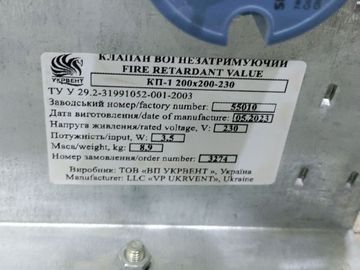 КЛАПАН ВОГНЕЗАТРИМУЮЧИЙ
FIRE RETARDANT VALUE
КП-1 200х200-230
УКРВЕНТ
ТУ У 29.2-31991052-001-2003
Заводський номер/factory number: 55010
Дата виготовлення/date of manufacture: 05.2023
Напруга живлення/rated voltage, V: 230
Потужність/input, W: 3.5
Маса/weight, kg: 8.9
Номер замовлення/order number: 3274
Виробник: ТОВ «ВП УКРВЕНТ», Україна
Manufacturer: LLC «VP UKRVENT», Ukraine